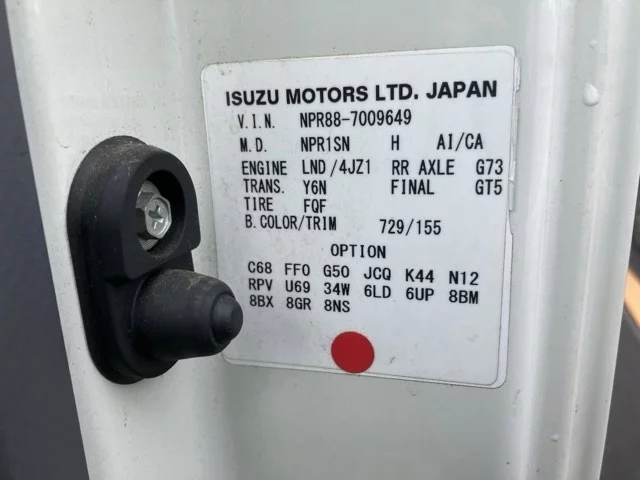 ISUZU MOTORS LTD. JAPAN
V.I.N. NPR88-7009649
M.D. NPR1SN H AI/CA
ENGINE LND/4JZ1 RR AXLE G73
TRANS. Y6N FINAL GT5
TIRE FQF
B.COLOR/TRIM 729/155
OPTION
C68 FF0 G50 JCQ K44 N12
RPV U69 34W 6LD 6UP 8BM
8BX 8GR 8NS